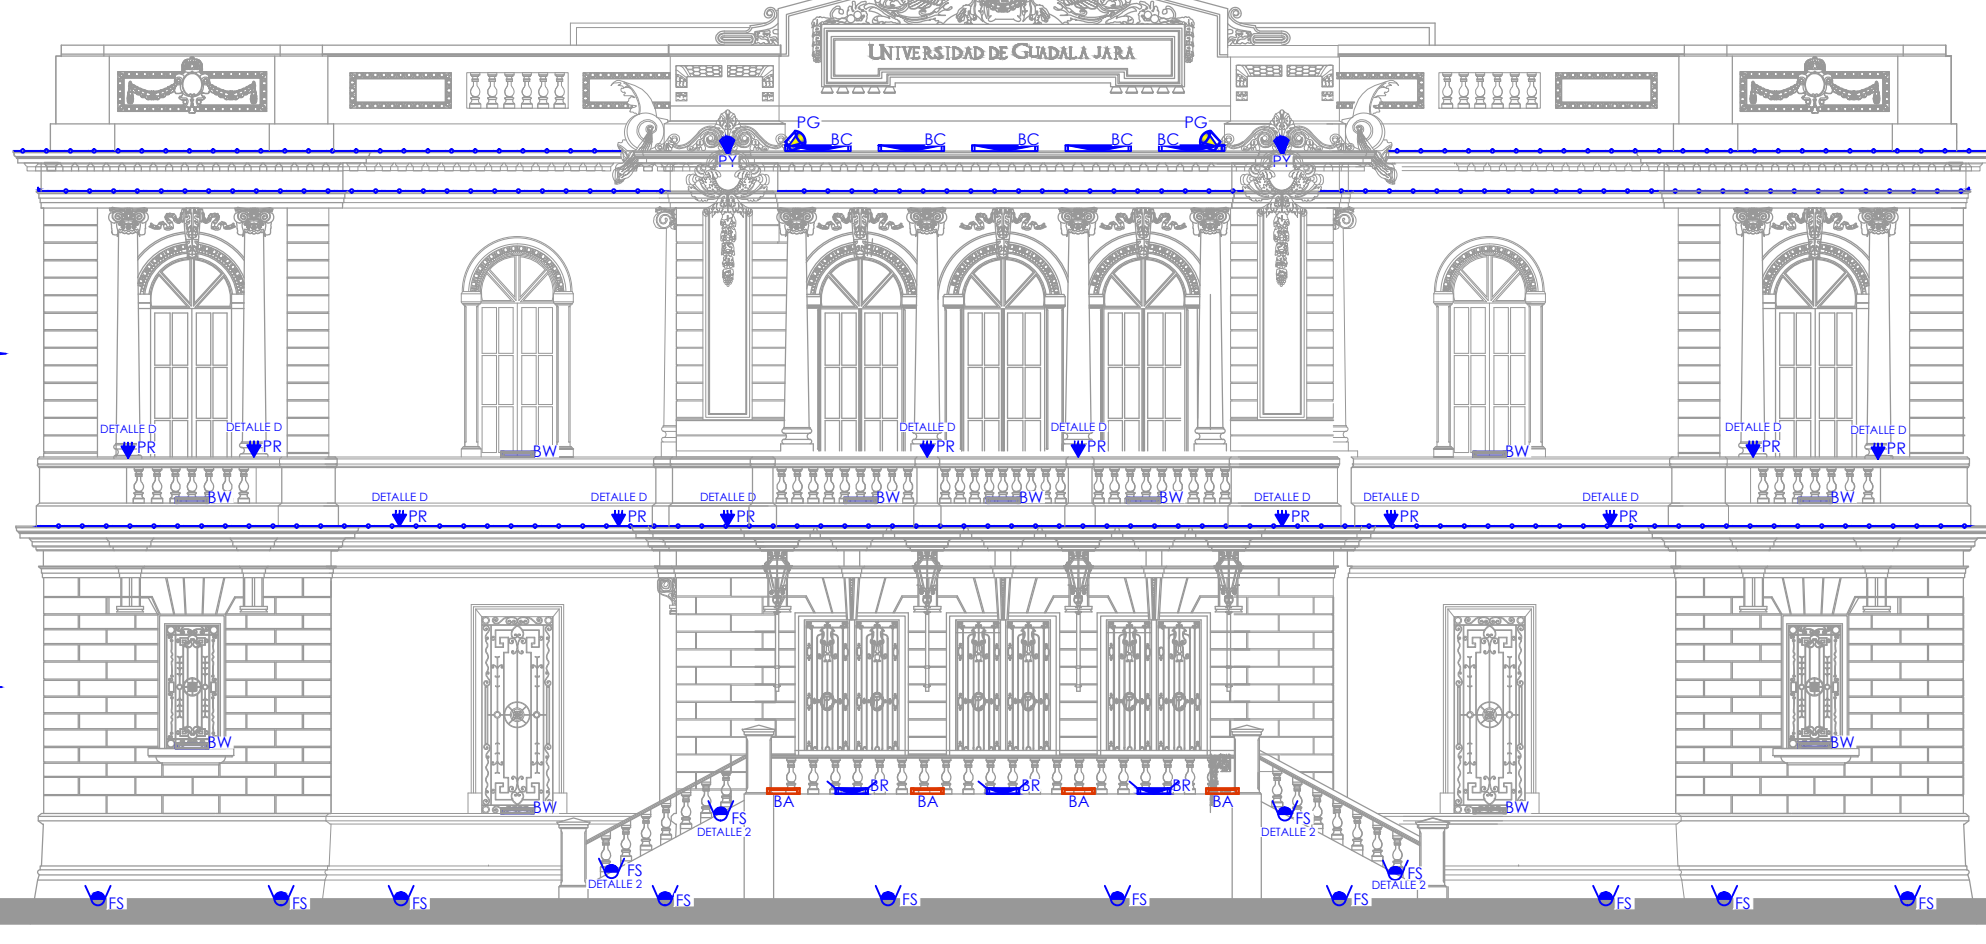 UNIVERSIDAD DE GUADALAJARA
PG BC BC BC BC BC PG
PY PY
DETALLE D DETALLE D DETALLE D DETALLE D DETALLE D DETALLE D
PR PR PR PR PR PR
BW BW
BW DETALLE D DETALLE D DETALLE D BW BW BW DETALLE D DETALLE D DETALLE D BW
PR PR PR PR PR PR
BW BW
BR BR BR
BW BA BA BA BA BW
FS FS
DETALLE 2 DETALLE 2
FS FS
DETALLE 2 DETALLE 2
FS FS FS FS FS FS FS FS FS FS